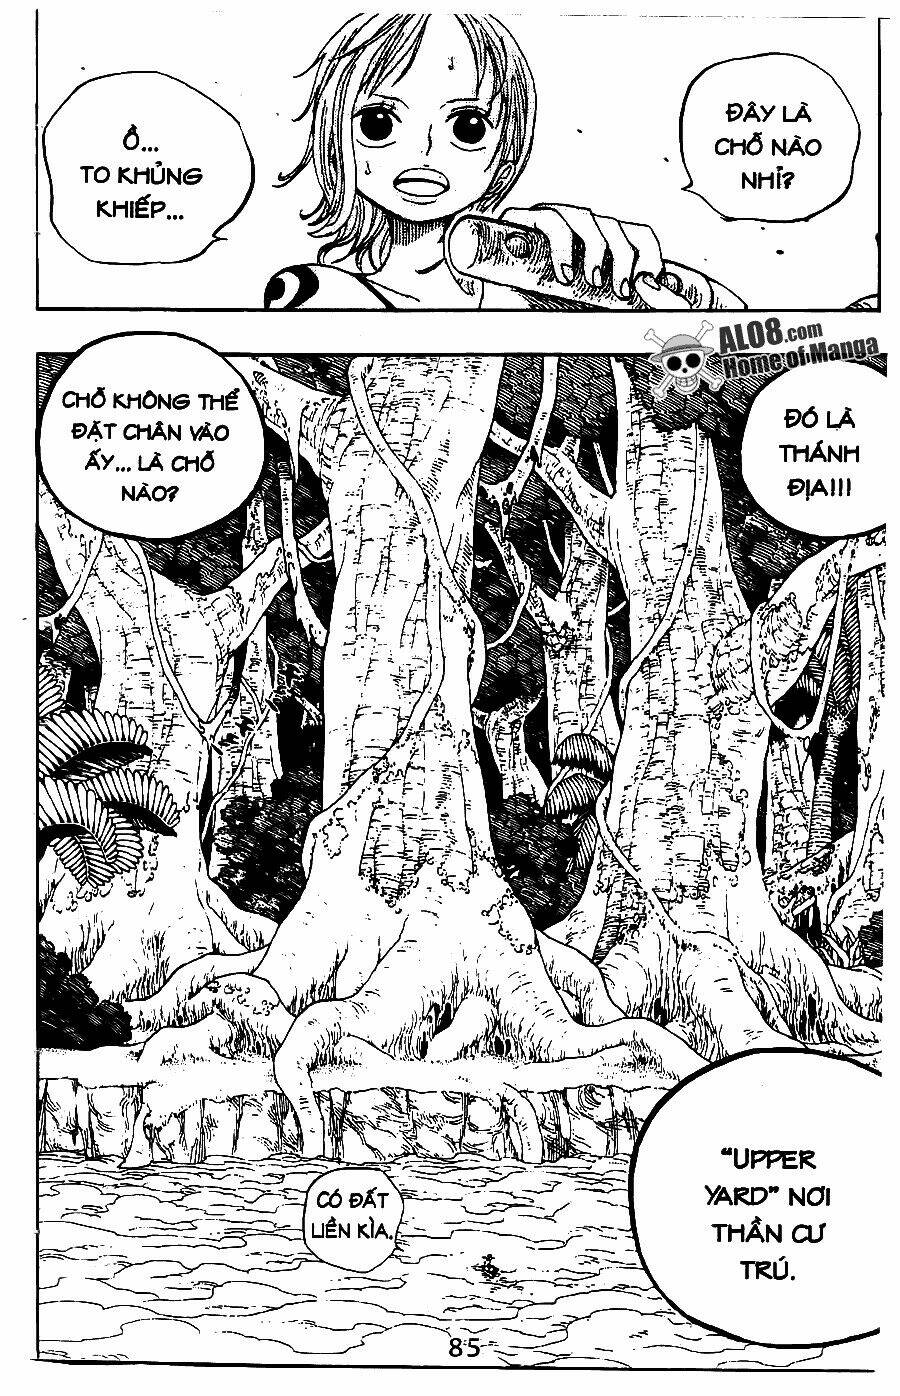 ĐÂY LÀ
CHỖ NÀO
NHỈ?
Ồ...
TO KHỦNG
KHIẾP...
AL08.com
Home of Manga
ĐÓ LÀ
THÁNH
ĐỊA!!!
CHỖ KHÔNG THỂ
ĐẶT CHÂN VÀO
ẤY... LÀ CHỖ
NÀO?
CÓ ĐẤT
LIỀN KÌA.
"UPPER
YARD" NƠI
THẦN CƯ
TRÚ.
85